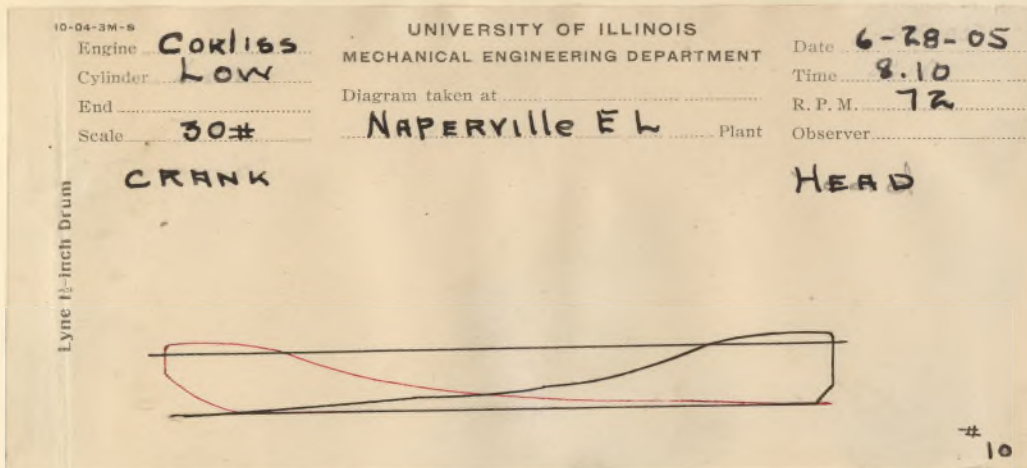 10-04-3M-S
Engine Corliss
Cylinder Low
End
Scale 30#
UNIVERSITY OF ILLINOIS
MECHANICAL ENGINEERING DEPARTMENT
Diagram taken at
NAPERVIlle E L Plant
Date 6-28-05
Time 8.10
R. P. M. 72
Observer
CRANK
HEAD
Lyne 1½-inch Drum
# 10